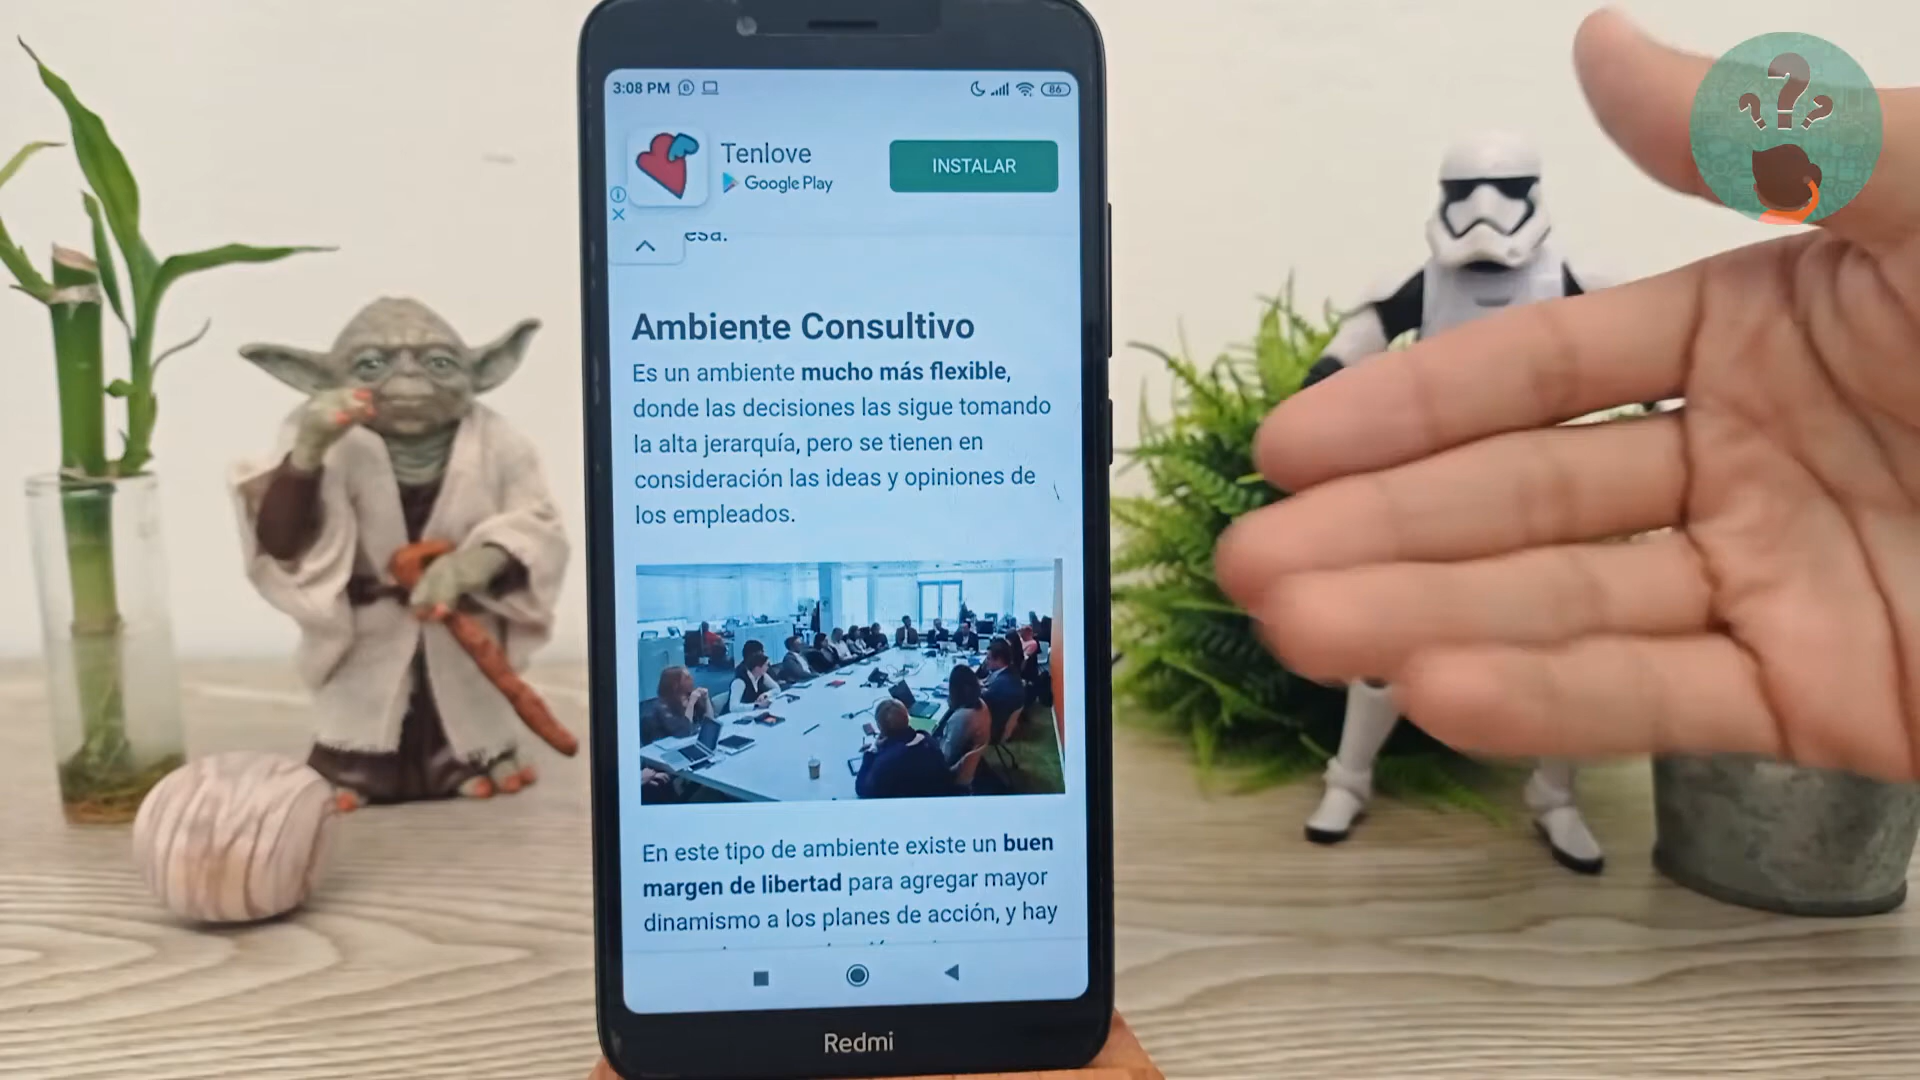 3:08 PM
86
Tenlove
Google Play
INSTALAR
esa.
Ambiente Consultivo
Es un ambiente mucho más flexible,
donde las decisiones las sigue tomando
la alta jerarquía, pero se tienen en
consideración las ideas y opiniones de
los empleados.
En este tipo de ambiente existe un buen
margen de libertad para agregar mayor
dinamismo a los planes de acción, y hay
Redmi